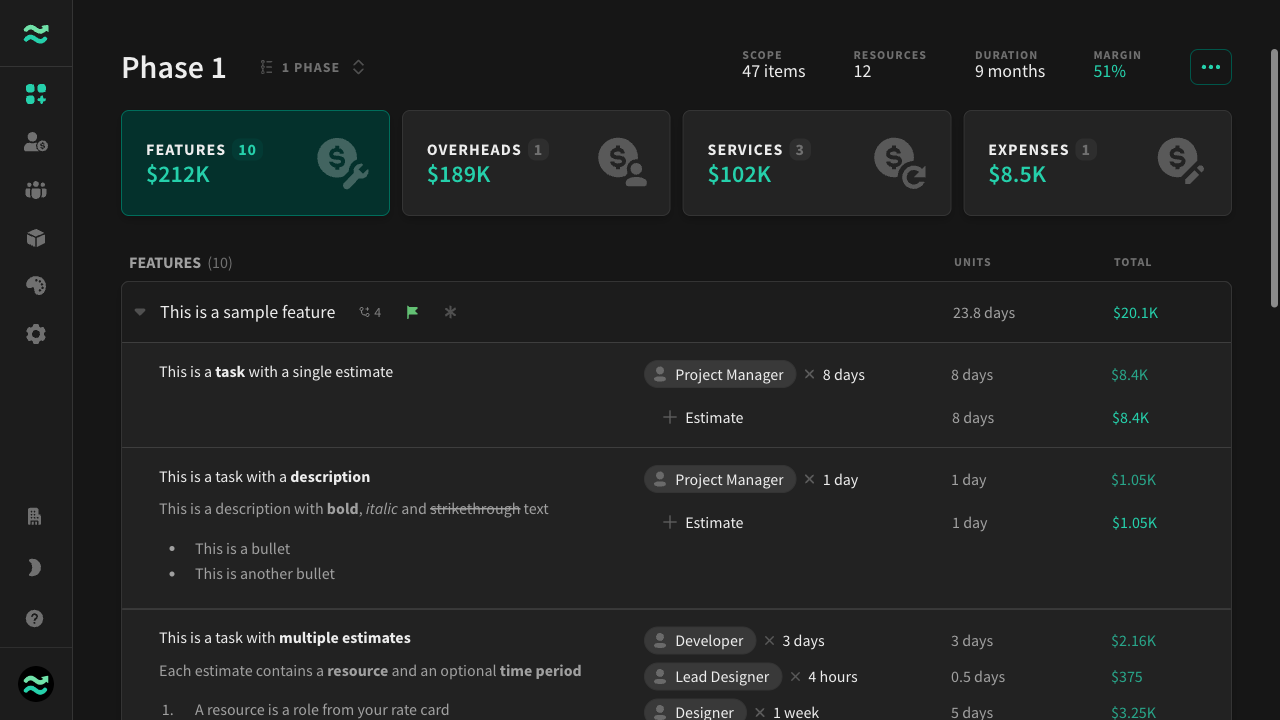 Phase 1
1 PHASE
SCOPE
47 items
RESOURCES
12
DURATION
9 months
MARGIN
51%
FEATURES 10
$212K
OVERHEADS 1
$189K
SERVICES 3
$102K
EXPENSES 1
$8.5K
FEATURES (10) UNITS TOTAL
This is a sample feature 4 23.8 days $20.1K
This is a task with a single estimate Project Manager × 8 days 8 days $8.4K
Estimate 8 days $8.4K
This is a task with a description Project Manager × 1 day 1 day $1.05K
This is a description with bold, italic and strikethrough text Estimate 1 day $1.05K
• This is a bullet
• This is another bullet
This is a task with multiple estimates Developer × 3 days 3 days $2.16K
Each estimate contains a resource and an optional time period Lead Designer × 4 hours 0.5 days $375
1. A resource is a role from your rate card Designer × 1 week 5 days $3.25K